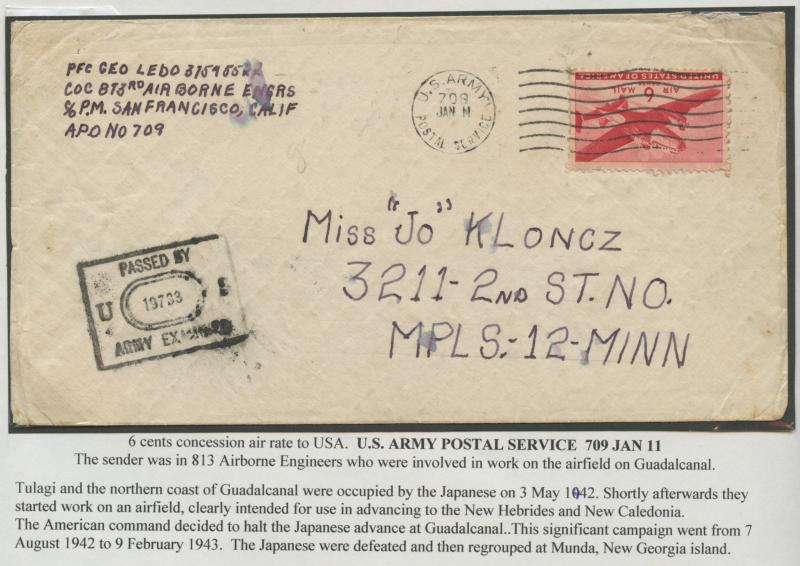 PFC GEO LEDO
COC 873RD AIR BORNE ENGRS
c/o P.M. SAN FRANCISCO, CALIF
APO NO 709
U.S. ARMY
709
JAN 11
POSTAL SERVICE
UNITED STATES OF AMERICA
AIR MAIL
6
Miss "Jo" KLONCZ
3211-2ND ST. NO.
MPLS.-12-MINN
PASSED BY
U S
19733
ARMY EXAMINER
6 cents concession air rate to USA. U.S. ARMY POSTAL SERVICE 709 JAN 11
The sender was in 813 Airborne Engineers who were involved in work on the airfield on Guadalcanal.
Tulagi and the northern coast of Guadalcanal were occupied by the Japanese on 3 May 1942. Shortly afterwards they
started work on an airfield, clearly intended for use in advancing to the New Hebrides and New Caledonia.
The American command decided to halt the Japanese advance at Guadalcanal..This significant campaign went from 7
August 1942 to 9 February 1943. The Japanese were defeated and then regrouped at Munda, New Georgia island.